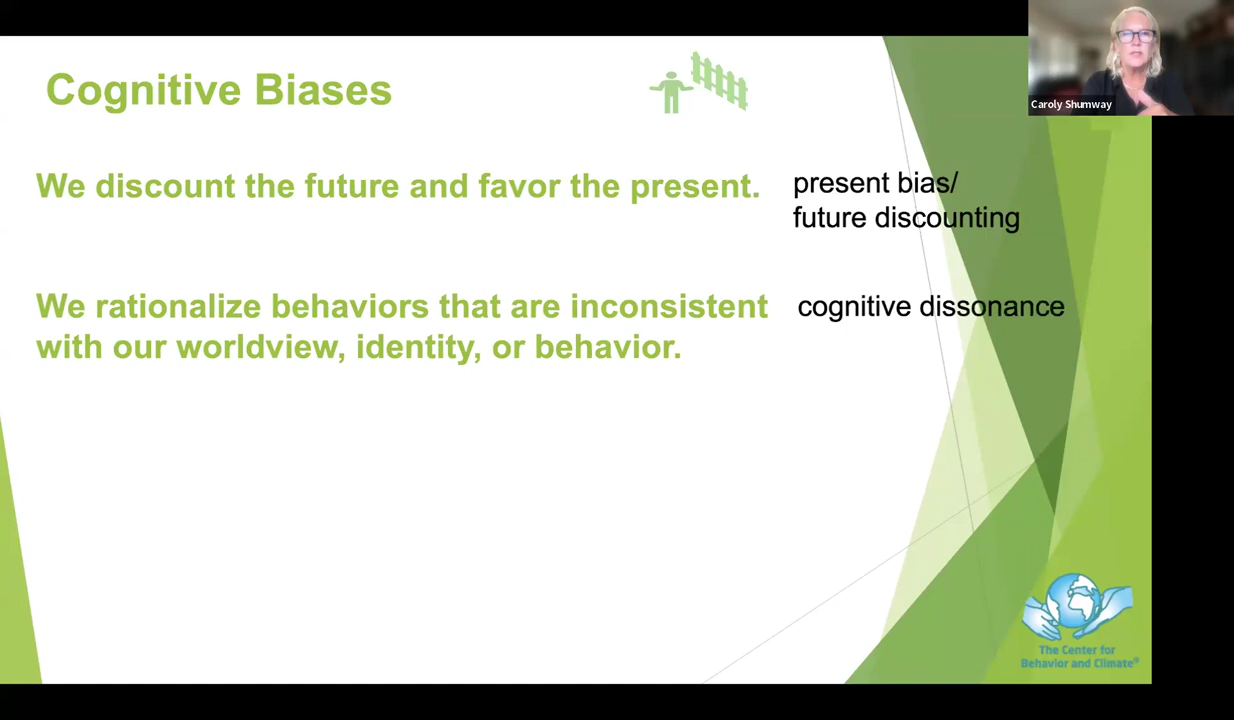 Cognitive Biases
Caroly Shumway
We discount the future and favor the present.
present bias/
future discounting
We rationalize behaviors that are inconsistent
with our worldview, identity, or behavior.
cognitive dissonance
The Center for
Behavior and Climate®